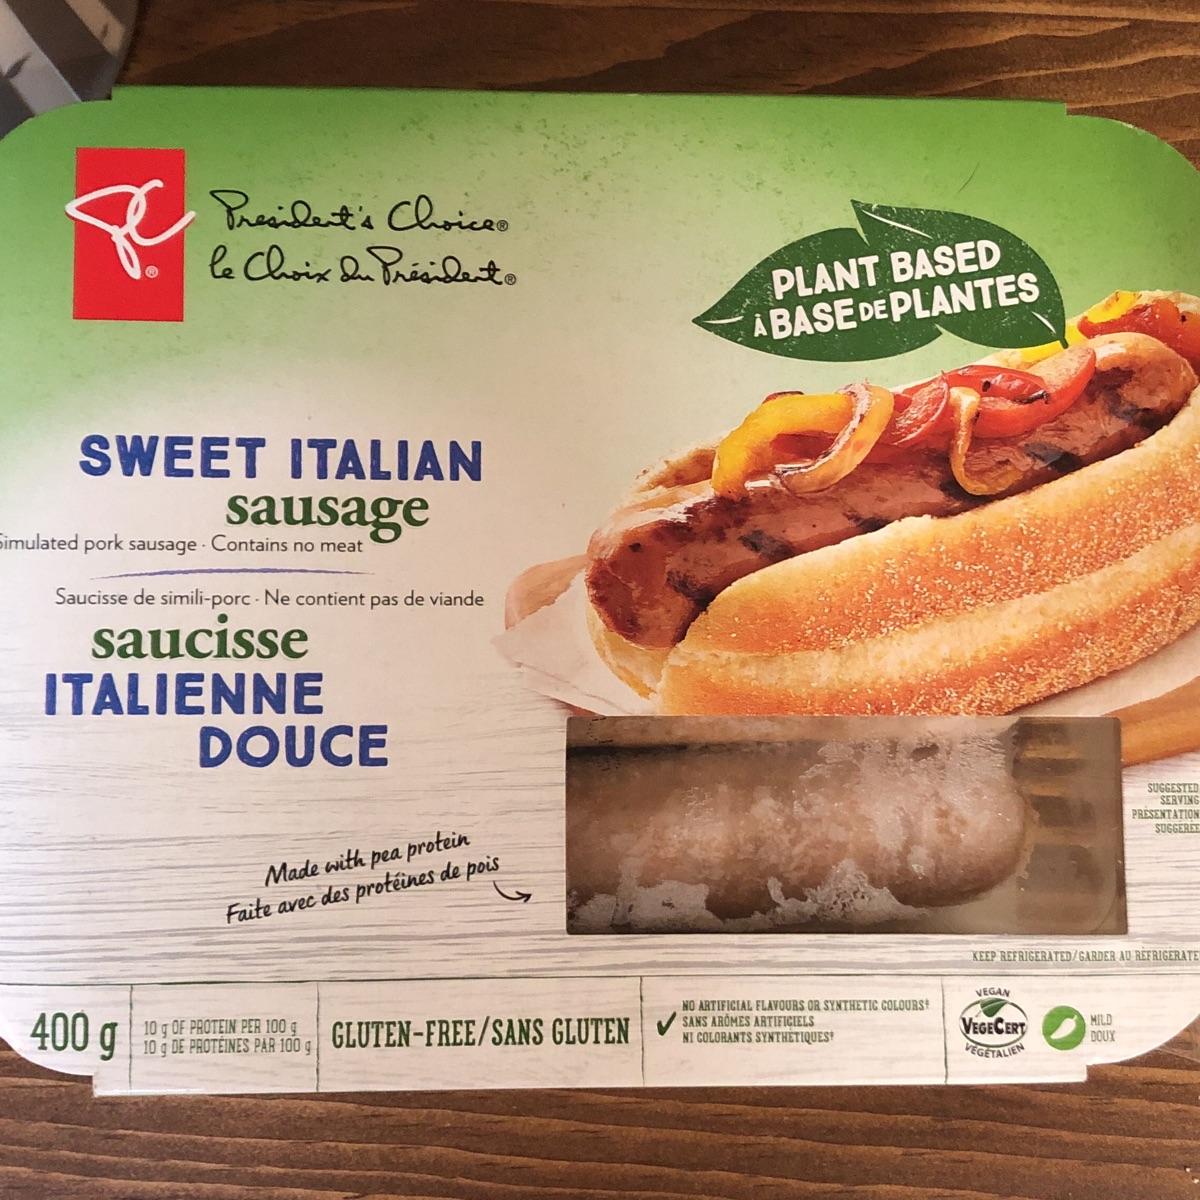 President's Choice®
le Choix du Président®
PLANT BASED
À BASE DE PLANTES
SWEET ITALIAN
sausage
Simulated pork sausage · Contains no meat
Saucisse de simili-porc · Ne contient pas de viande
saucisse
ITALIENNE
DOUCE
Made with pea protein
Faite avec des protéines de pois
SUGGESTED
SERVING
PRÉSENTATION
SUGGÉRÉE
KEEP REFRIGERATED/GARDER AU RÉFRIGÉRATE
400 g
10 g OF PROTEIN PER 100 g
10 g DE PROTÉINES PAR 100 g
GLUTEN-FREE/SANS GLUTEN
NO ARTIFICIAL FLAVOURS OR SYNTHETIC COLOURS‡
SANS ARÔMES ARTIFICIELS
NI COLORANTS SYNTHÉTIQUES‡
VEGAN
VEGECERT
VÉGÉTALIEN
MILD
DOUX